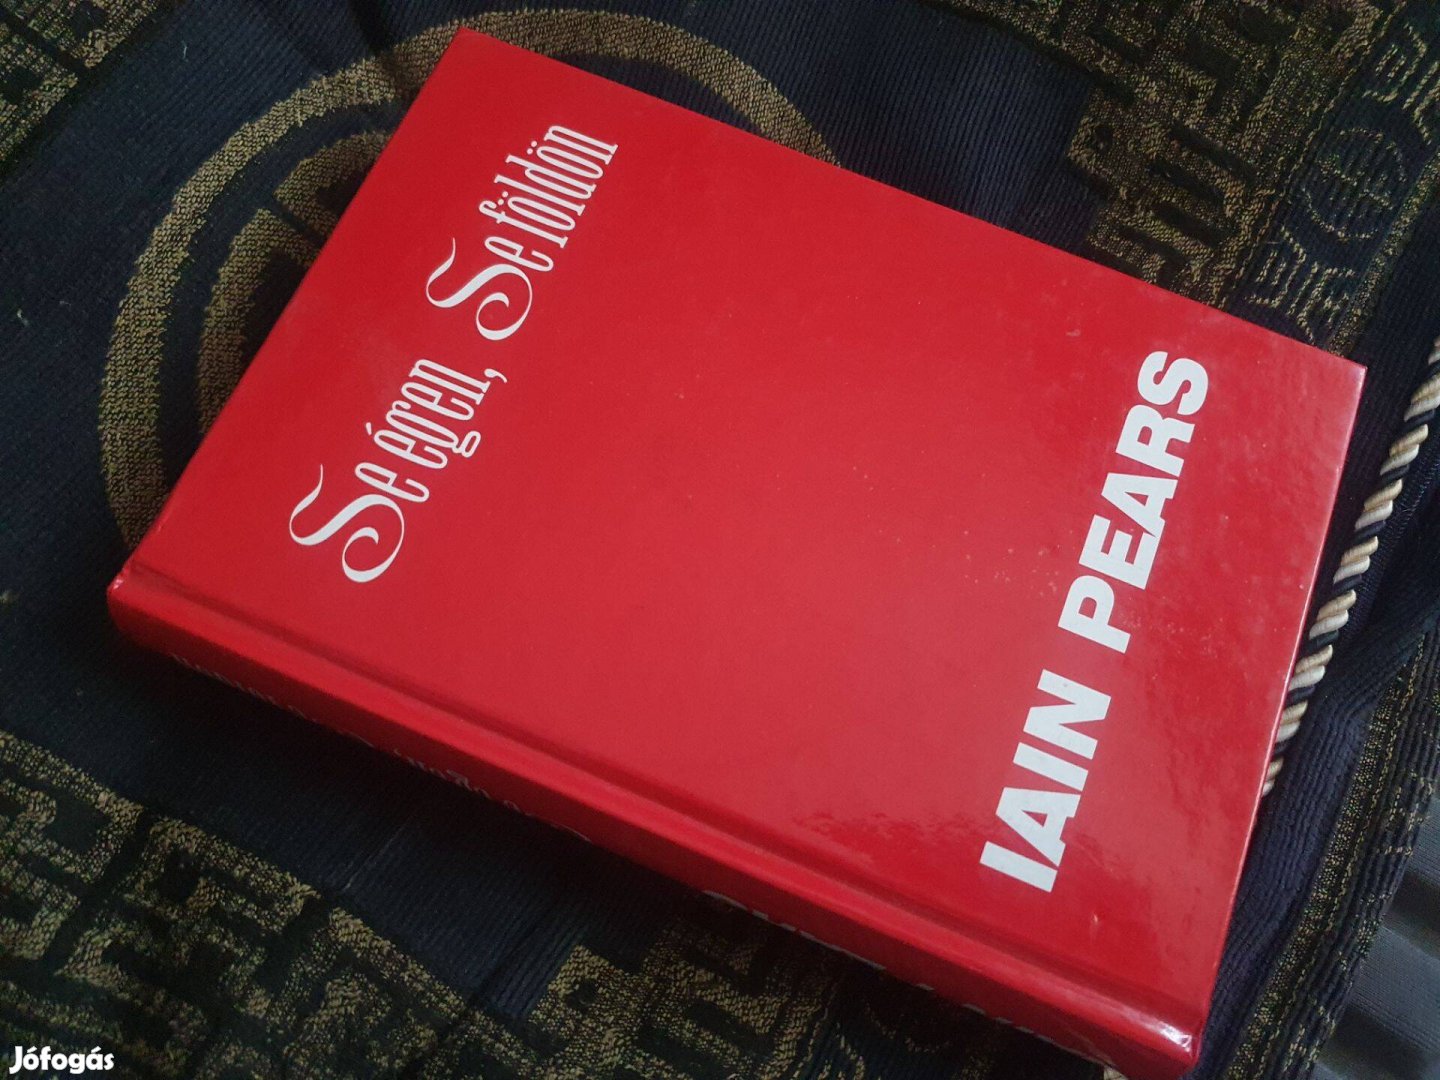 Se égen, Se földön
IAIN PEARS
Jófogás